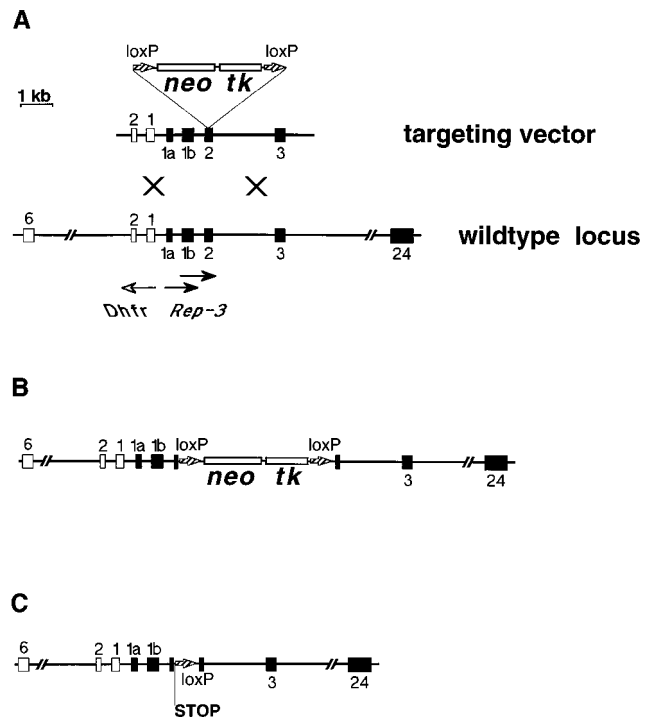 A
loxP loxP
neo tk
1 kb
2 1
1a 1b 2 3
targeting vector
6 2 1
1a 1b 2 3 24
wildtype locus
Dhfr Rep-3
B
6 2 1 1a 1b loxP loxP
neo tk 3 24
C
6 2 1 1a 1b
loxP 3 24
STOP